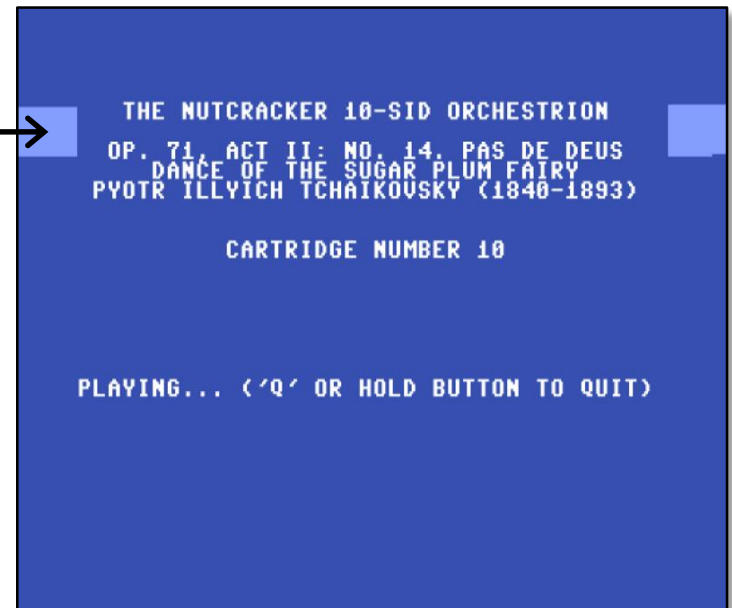 THE NUTCRACKER 10-SID ORCHESTRION
OP. 71, ACT II: NO. 14. PAS DE DEUS
DANCE OF THE SUGAR PLUM FAIRY
PYOTR ILLYICH TCHAIKOVSKY (1840-1893)
CARTRIDGE NUMBER 10
PLAYING... ('Q' OR HOLD BUTTON TO QUIT)